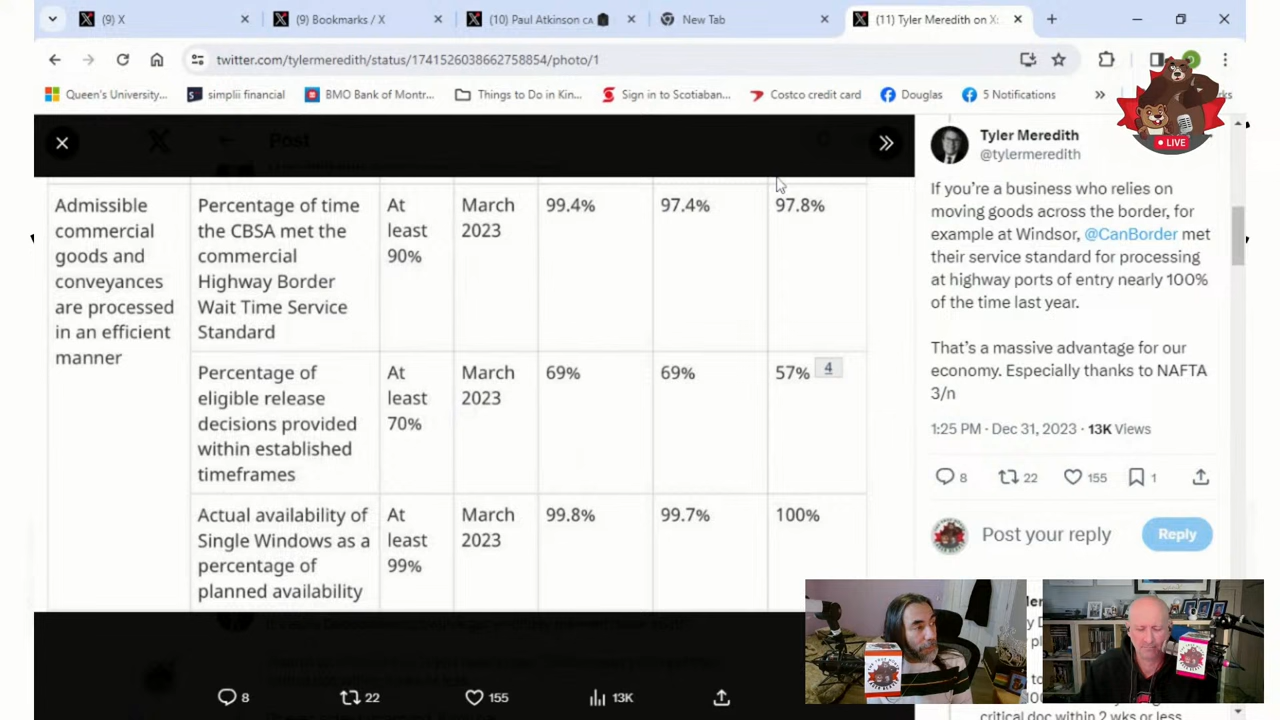 (9) X
(9) Bookmarks / X
(10) Paul Atkinson CA
New Tab
(11) Tyler Meredith on X:
twitter.com/tylermeredith/status/1741526038662758854/photo/1
Queen's University...
simplii financial
BMO Bank of Montr...
Things to Do in Kin...
Sign in to Scotiaban...
Costco credit card
Douglas
5 Notifications
LIVE
Post
Admissible
commercial
goods and
conveyances
are processed
in an efficient
manner
Percentage of time
the CBSA met the
commercial
Highway Border
Wait Time Service
Standard
At
least
90%
March
2023
99.4%
97.4%
97.8%
Percentage of
eligible release
decisions provided
within established
timeframes
At
least
70%
March
2023
69%
69%
57% 4
Actual availability of
Single Windows as a
percentage of
planned availability
At
least
99%
March
2023
99.8%
99.7%
100%
8
22
155
13K
Tyler Meredith
@tylermeredith
If you're a business who relies on
moving goods across the border, for
example at Windsor, @CanBorder met
their service standard for processing
at highway ports of entry nearly 100%
of the time last year.
That's a massive advantage for our
economy. Especially thanks to NAFTA
3/n
1:25 PM · Dec 31, 2023 · 13K Views
8
22
155
1
Post your reply
Reply
critical doc within 2 wks or less